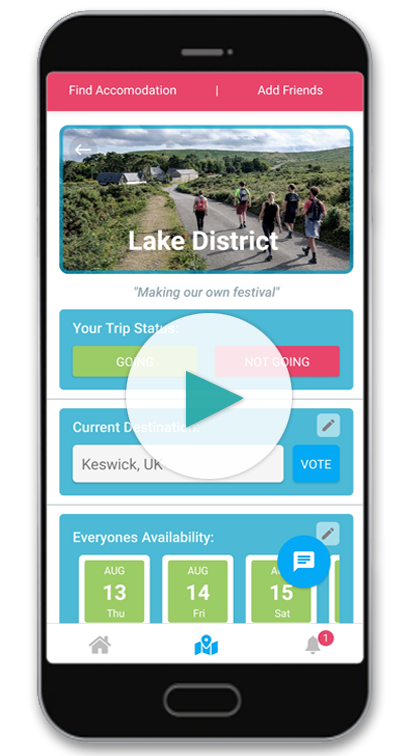 Find Accomodation | Add Friends
Lake District
"Making our own festival"
Your Trip Status:
GOING NOT GOING
Current Destination:
Keswick, UK VOTE
Everyones Availability:
AUG AUG AUG
13 14 15
Thu Fri Sat
1